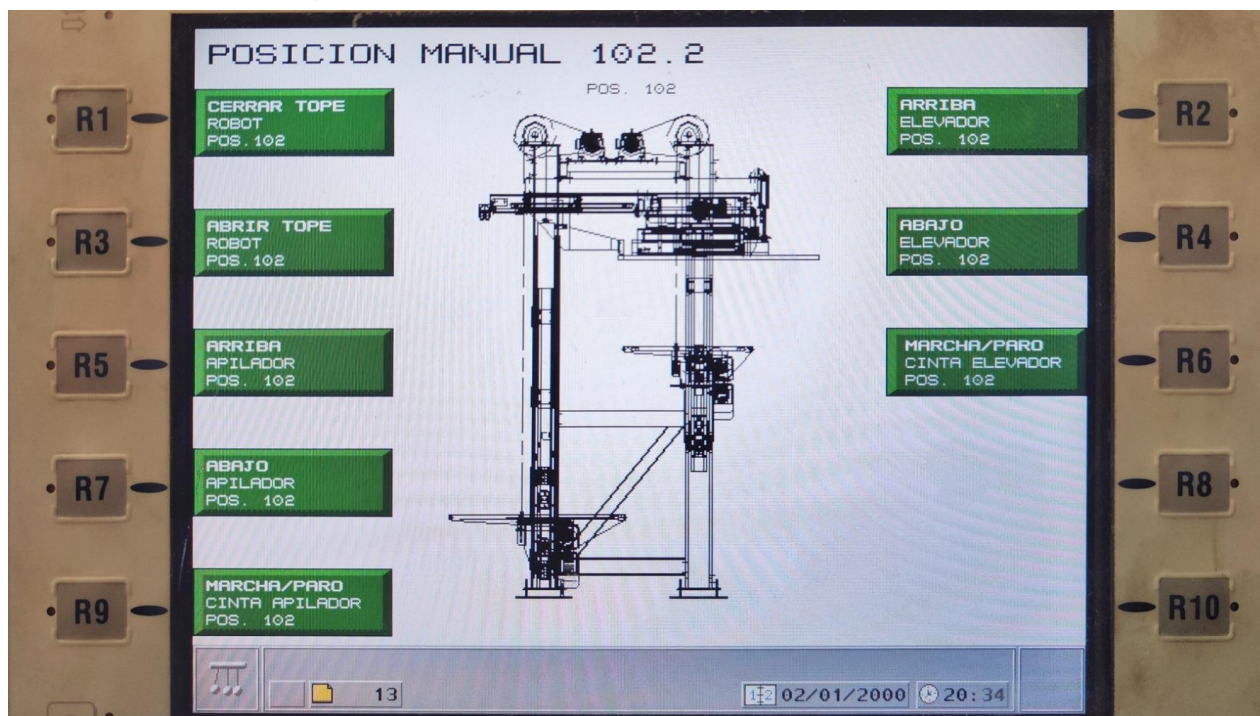 POSICION MANUAL 102.2
POS. 102
R1
CERRAR TOPE
ROBOT
POS.102
ARRIBA
ELEVADOR
POS. 102
R2
R3
ABRIR TOPE
ROBOT
POS.102
ABAJO
ELEVADOR
POS. 102
R4
R5
ARRIBA
APILADOR
POS. 102
MARCHA/PARO
CINTA ELEVADOR
POS. 102
R6
R7
ABAJO
APILADOR
POS. 102
R8
R9
MARCHA/PARO
CINTA APILADOR
POS. 102
R10
13
1 2 02/01/2000
20:34